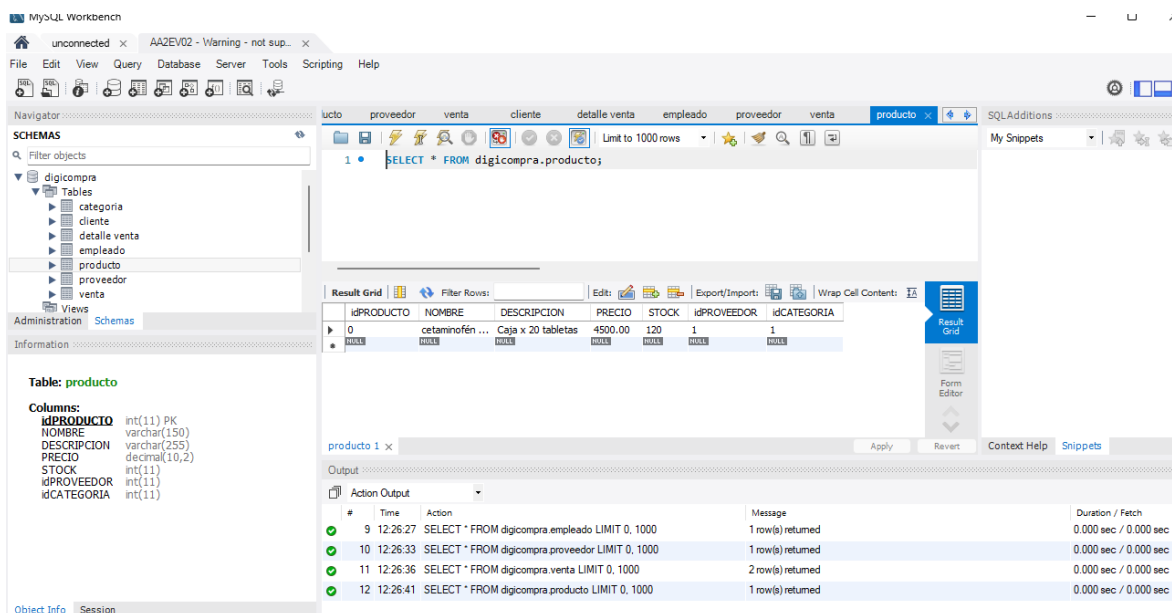 MySQL Workbench
unconnected × AA2EV02 - Warning - not sup... ×
File Edit View Query Database Server Tools Scripting Help
Navigator
SCHEMAS
Filter objects
digicompra
Tables
categoria
cliente
detalle venta
empleado
producto
proveedor
venta
Views
Administration Schemas
Information
Table: producto
Columns:
idPRODUCTO int(11) PK
NOMBRE varchar(150)
DESCRIPCION varchar(255)
PRECIO decimal(10,2)
STOCK int(11)
idPROVEEDOR int(11)
idCATEGORIA int(11)
Object Info Session
ucto proveedor venta cliente detalle venta empleado proveedor venta producto ×
Limit to 1000 rows
1 SELECT * FROM digicompra.producto;
Result Grid Filter Rows: Edit: Export/Import: Wrap Cell Content:
idPRODUCTO NOMBRE DESCRIPCION PRECIO STOCK idPROVEEDOR idCATEGORIA
0 cetaminofén ... Caja x 20 tabletas 4500.00 120 1 1
NULL NULL NULL NULL NULL NULL NULL
Result Grid
Form Editor
producto 1 × Apply Revert
SQLAdditions
My Snippets
Context Help Snippets
Output
Action Output
# Time Action Message Duration / Fetch
9 12:26:27 SELECT * FROM digicompra.empleado LIMIT 0, 1000 1 row(s) returned 0.000 sec / 0.000 sec
10 12:26:33 SELECT * FROM digicompra.proveedor LIMIT 0, 1000 1 row(s) returned 0.000 sec / 0.000 sec
11 12:26:36 SELECT * FROM digicompra.venta LIMIT 0, 1000 2 row(s) returned 0.000 sec / 0.000 sec
12 12:26:41 SELECT * FROM digicompra.producto LIMIT 0, 1000 1 row(s) returned 0.000 sec / 0.000 sec